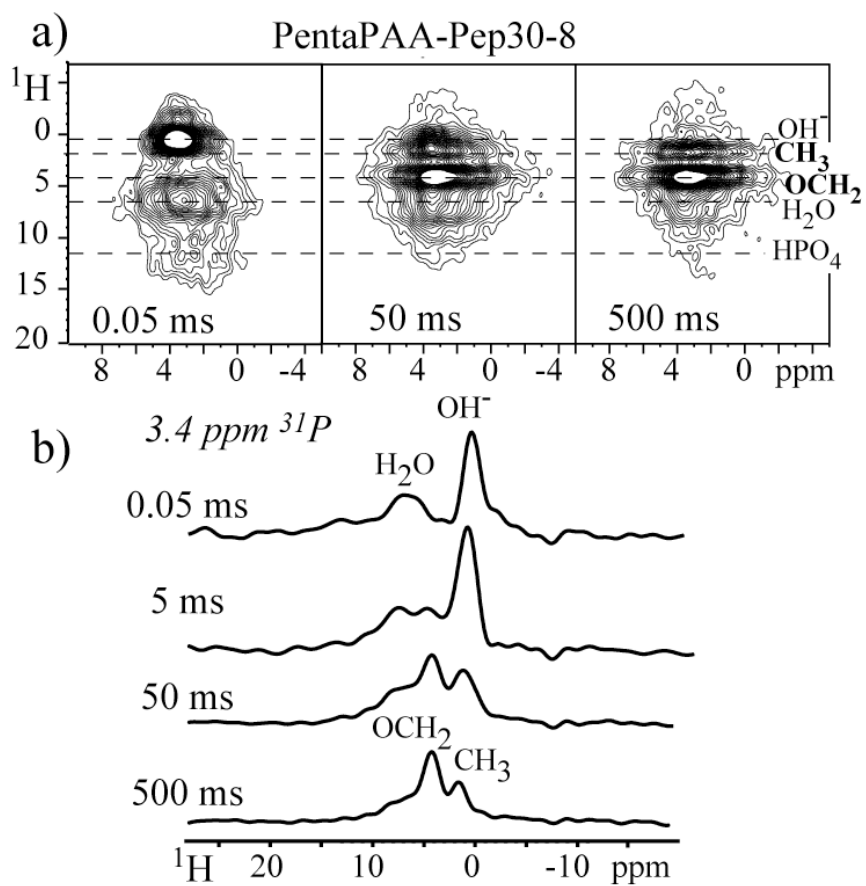 a) PentaPAA-Pep30-8
¹H
0
5
10
15
20
OH⁻
CH₃
OCH₂
H₂O
HPO₄
0.05 ms 50 ms 500 ms
8 4 0 -4 8 4 0 -4 8 4 0 ppm
b) 3.4 ppm ³¹P
OH⁻
H₂O
0.05 ms
5 ms
50 ms
OCH₂
CH₃
500 ms
¹H 20 10 0 -10 ppm